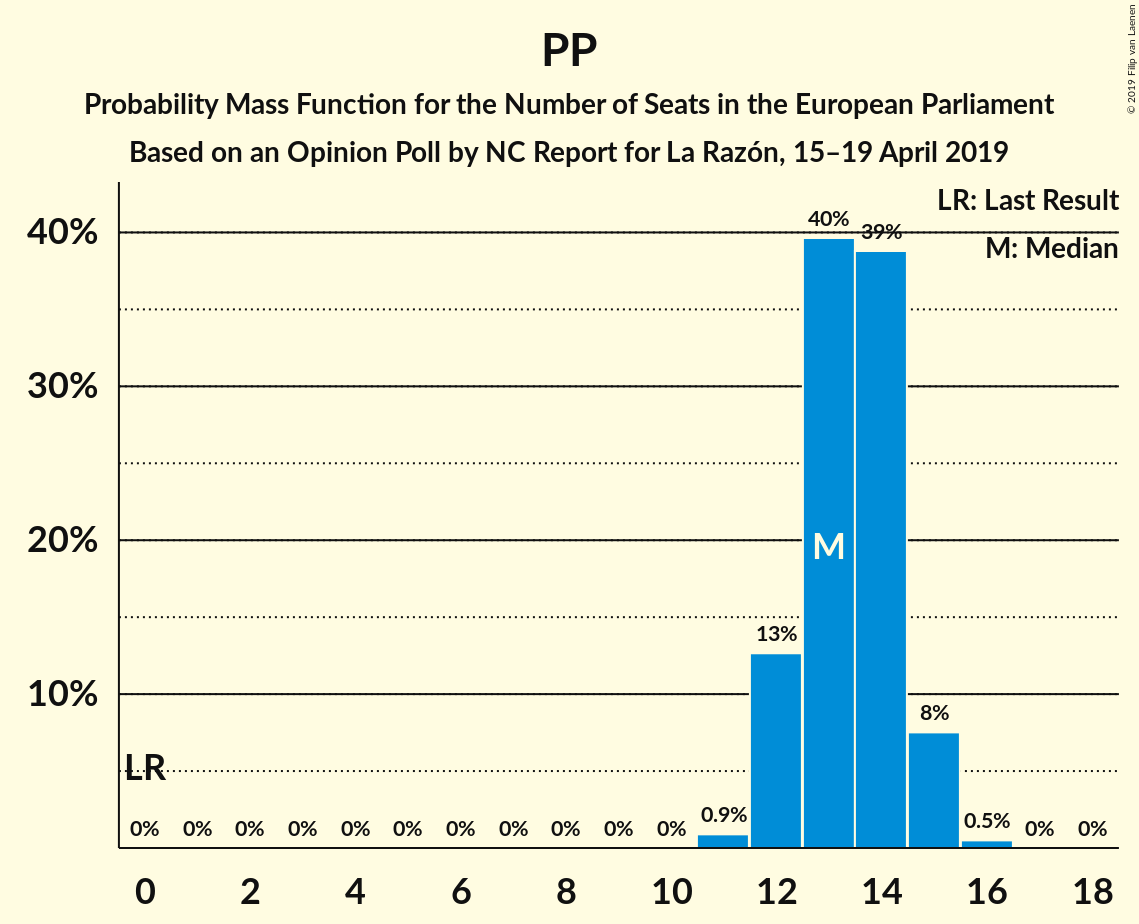 PP
Probability Mass Function for the Number of Seats in the European Parliament
Based on an Opinion Poll by NC Report for La Razón, 15–19 April 2019
© 2019 Filip van Laenen
LR: Last Result
M: Median
40%
30%
20%
10%
40%
39%
M
13%
8%
LR
0% 0% 0% 0% 0% 0% 0% 0% 0% 0% 0% 0.9% 0.5% 0% 0%
0 2 4 6 8 10 12 14 16 18